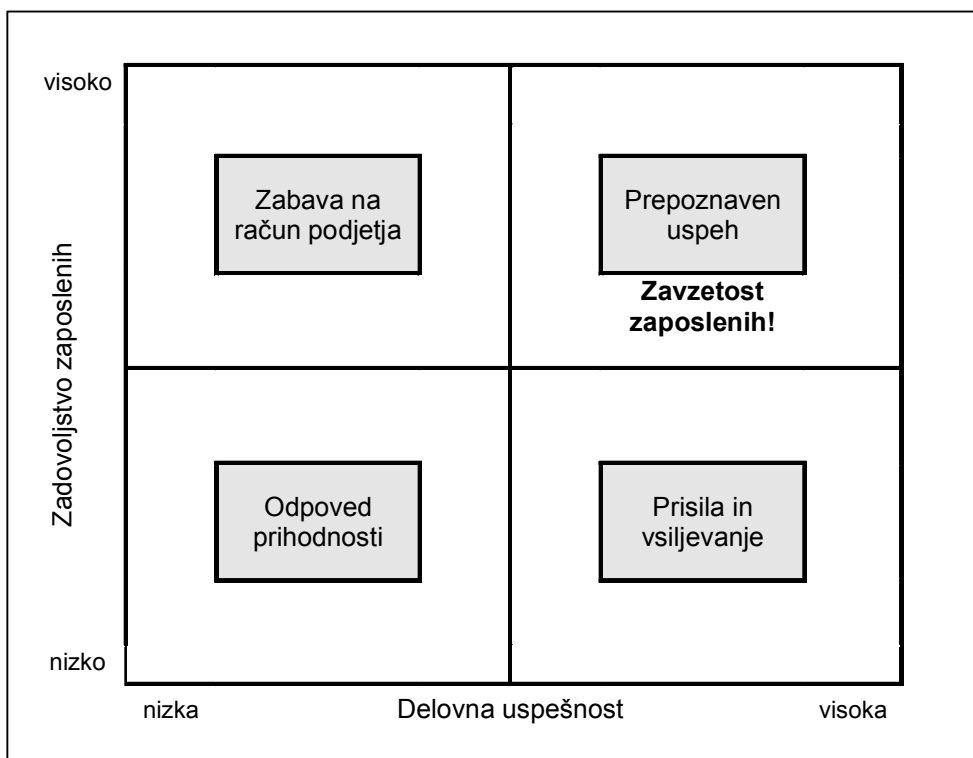 visoko
Zabava na
račun podjetja
Prepoznaven
uspeh
Zavzetost
zaposlenih!
Zadovoljstvo zaposlenih
Odpoved
prihodnosti
Prisila in
vsiljevanje
nizko
nizka
Delovna uspešnost
visoka